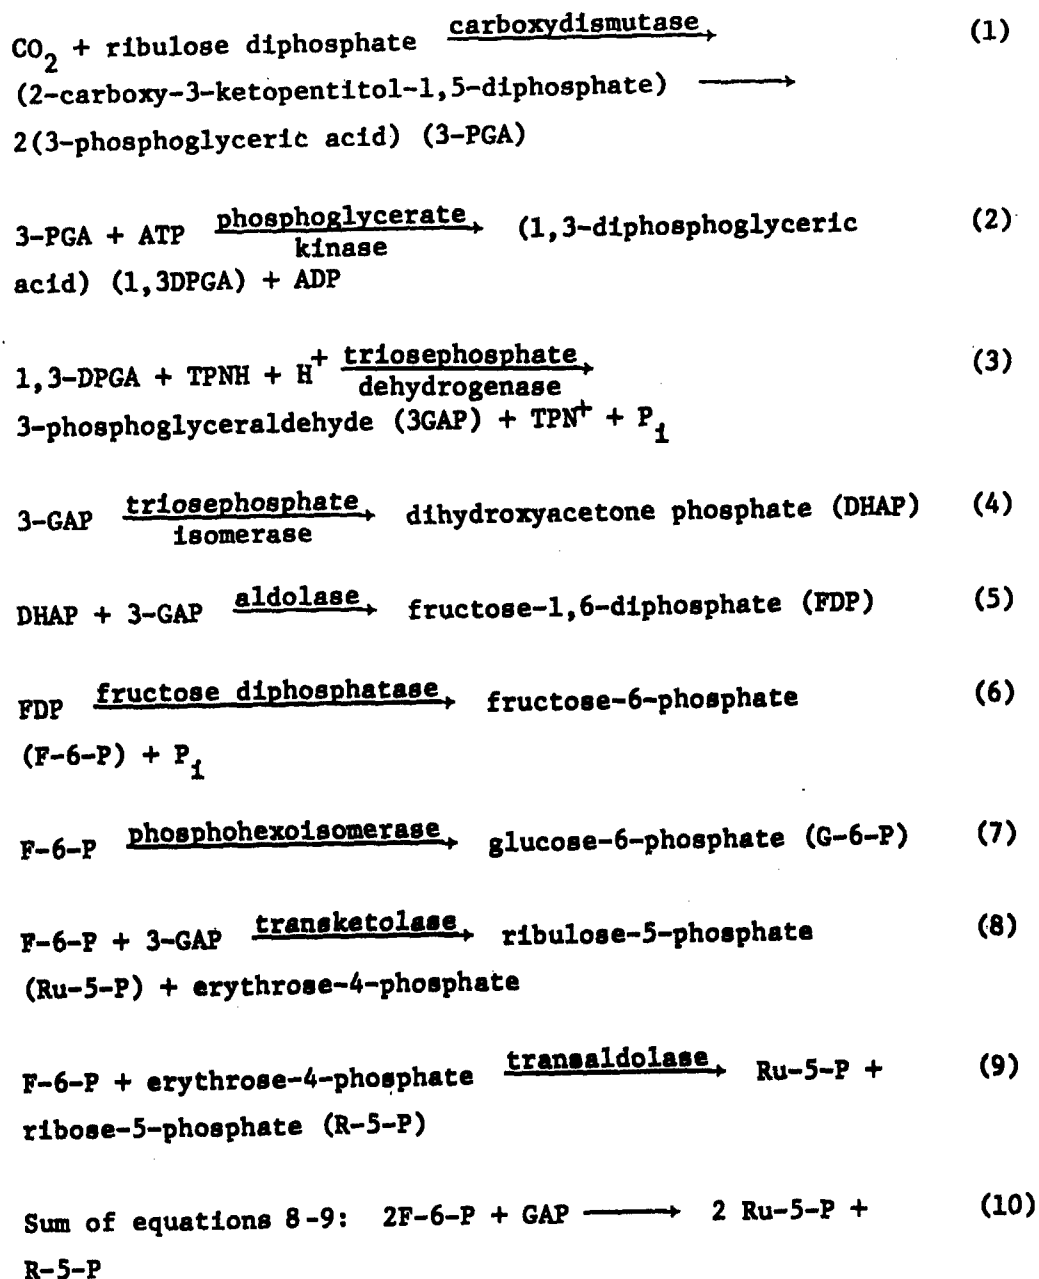 CO2 + ribulose diphosphate carboxydismutase → (1)
(2-carboxy-3-ketopentitol-1,5-diphosphate) →
2(3-phosphoglyceric acid) (3-PGA)
3-PGA + ATP phosphoglycerate kinase → (1,3-diphosphoglyceric (2)
acid) (1,3DPGA) + ADP
1,3-DPGA + TPNH + H+ triosephosphate dehydrogenase → (3)
3-phosphoglyceraldehyde (3GAP) + TPN+ + Pi
3-GAP triosephosphate isomerase → dihydroxyacetone phosphate (DHAP) (4)
DHAP + 3-GAP aldolase → fructose-1,6-diphosphate (FDP) (5)
FDP fructose diphosphatase → fructose-6-phosphate (6)
(F-6-P) + Pi
F-6-P phosphohexoisomerase → glucose-6-phosphate (G-6-P) (7)
F-6-P + 3-GAP transketolase → ribulose-5-phosphate (8)
(Ru-5-P) + erythrose-4-phosphate
F-6-P + erythrose-4-phosphate transaldolase → Ru-5-P + (9)
ribose-5-phosphate (R-5-P)
Sum of equations 8-9: 2F-6-P + GAP → 2 Ru-5-P + (10)
R-5-P